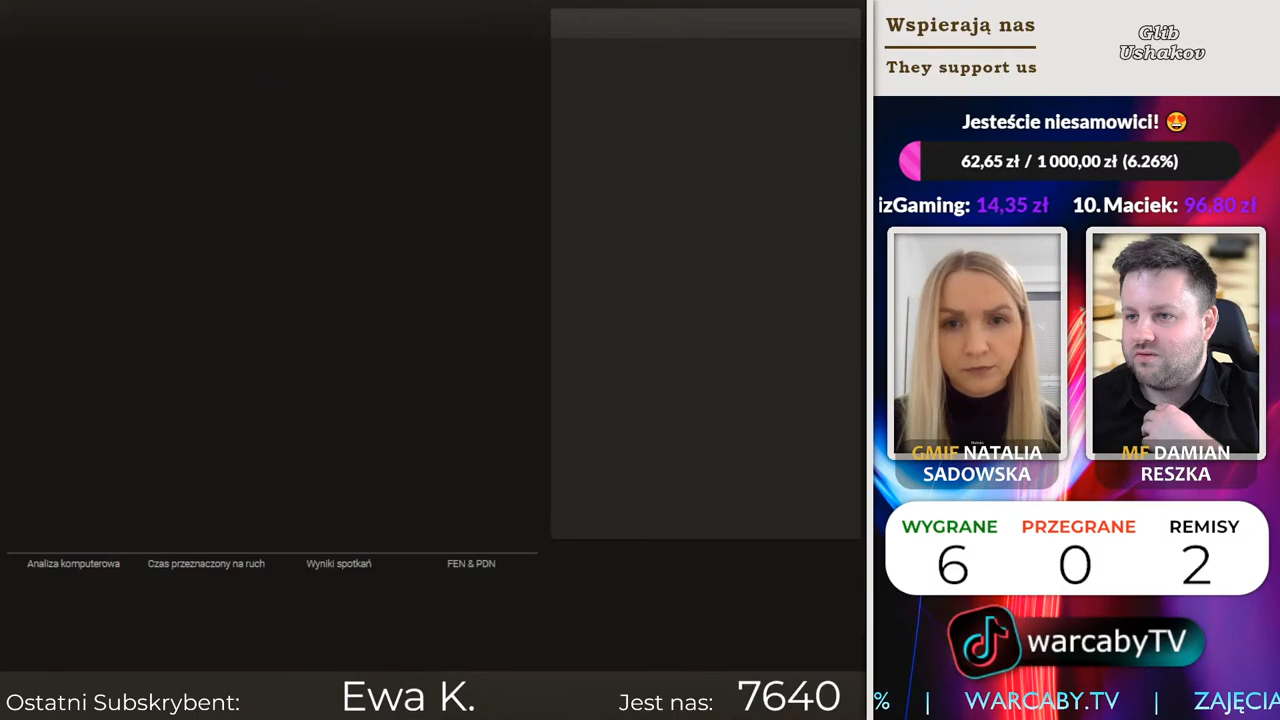 Wspierają nas
They support us
Glib
Ushakov
Jesteście niesamowici! 😍
62,65 zł / 1 000,00 zł (6.26%)
izGaming: 14,35 zł 10. Maciek: 96.80 zł
GMIF NATALIA
SADOWSKA
MF DAMIAN
RESZKA
WYGRANE PRZEGRANE REMISY
6 0 2
Analiza komputerowa Czas przeznaczony na ruch Wyniki spotkań FEN & PDN
warcabyTV
Ostatni Subskrybent: Ewa K. Jest nas: 7640
% | WARCABY.TV | ZAJĘCIA